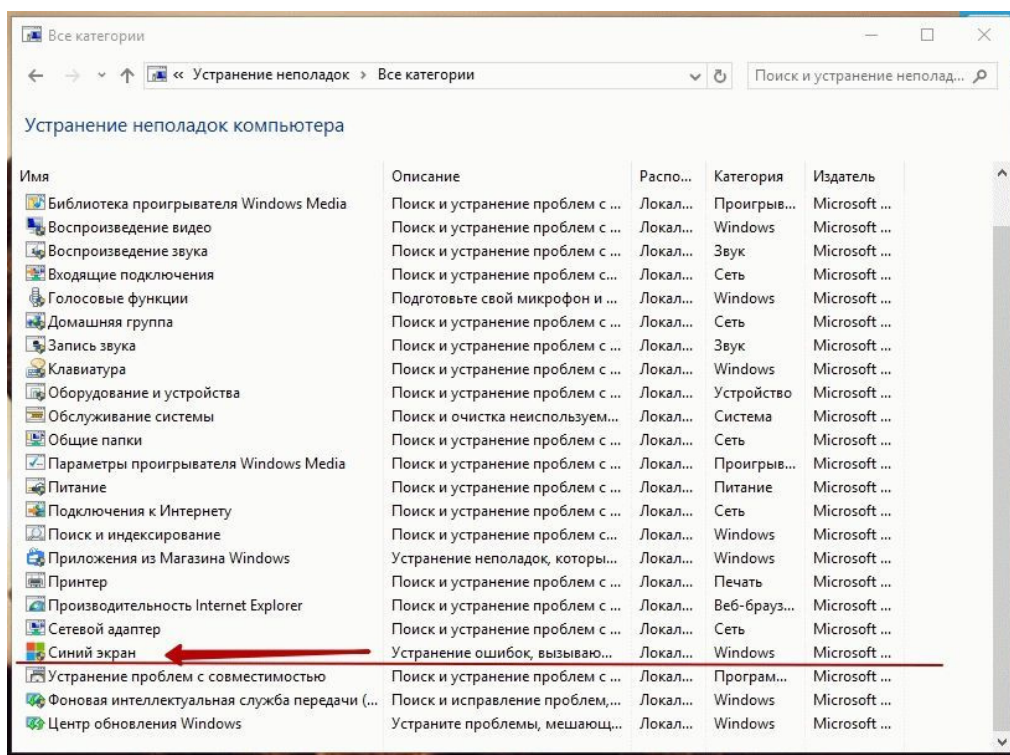 Все категории
« Устранение неполадок › Все категории Поиск и устранение неполад...
Устранение неполадок компьютера
Имя Описание Распо... Категория Издатель
Библиотека проигрывателя Windows Media Поиск и устранение проблем с ... Локал... Проигрыв... Microsoft ...
Воспроизведение видео Поиск и устранение проблем с ... Локал... Windows Microsoft ...
Воспроизведение звука Поиск и устранение проблем с ... Локал... Звук Microsoft ...
Входящие подключения Поиск и устранение проблем с... Локал... Сеть Microsoft ...
Голосовые функции Подготовьте свой микрофон и ... Локал... Windows Microsoft ...
Домашняя группа Поиск и устранение проблем с ... Локал... Сеть Microsoft ...
Запись звука Поиск и устранение проблем с ... Локал... Звук Microsoft ...
Клавиатура Поиск и устранение проблем с ... Локал... Windows Microsoft ...
Оборудование и устройства Поиск и устранение проблем с ... Локал... Устройство Microsoft ...
Обслуживание системы Поиск и очистка неиспользуем... Локал... Система Microsoft ...
Общие папки Поиск и устранение проблем с ... Локал... Сеть Microsoft ...
Параметры проигрывателя Windows Media Поиск и устранение проблем с ... Локал... Проигрыв... Microsoft ...
Питание Поиск и устранение проблем с ... Локал... Питание Microsoft ...
Подключения к Интернету Поиск и устранение проблем с ... Локал... Сеть Microsoft ...
Поиск и индексирование Поиск и устранение проблем с... Локал... Windows Microsoft ...
Приложения из Магазина Windows Устранение неполадок, которы... Локал... Windows Microsoft ...
Принтер Поиск и устранение проблем с ... Локал... Печать Microsoft ...
Производительность Internet Explorer Поиск и устранение проблем с ... Локал... Веб-брауз... Microsoft ...
Сетевой адаптер Поиск и устранение проблем с ... Локал... Сеть Microsoft ...
Синий экран Устранение ошибок, вызываю... Локал... Windows Microsoft ...
Устранение проблем с совместимостью Поиск и устранение проблем с ... Локал... Програм... Microsoft ...
Фоновая интеллектуальная служба передачи (... Поиск и исправление проблем,... Локал... Windows Microsoft ...
Центр обновления Windows Устраните проблемы, мешающ... Локал... Windows Microsoft ...